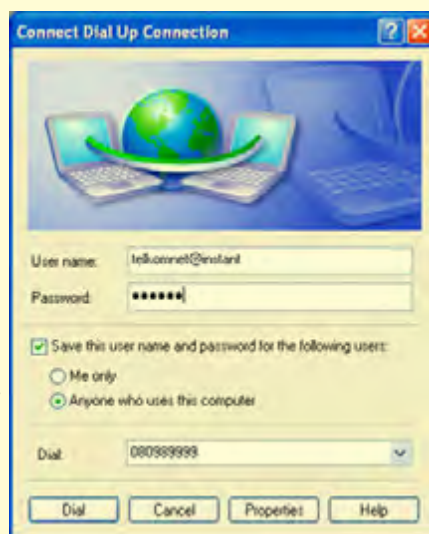 Connect Dial Up Connection
User name: telkomnet@instant
Password: ••••••
Save this user name and password for the following users:
Me only
Anyone who uses this computer
Dial: 080989999
Dial Cancel Properties Help